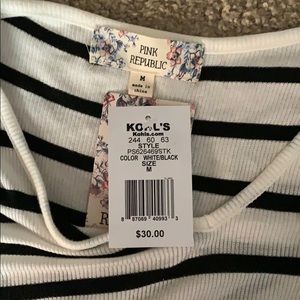 PINK
REPUBLIC
M
made in
china
KOHL'S
Kohls.com
244 60 63
STYLE
PS626469STK
COLOR WHITE/BLACK
SIZE
M
8 87069 40993 3
$30.00